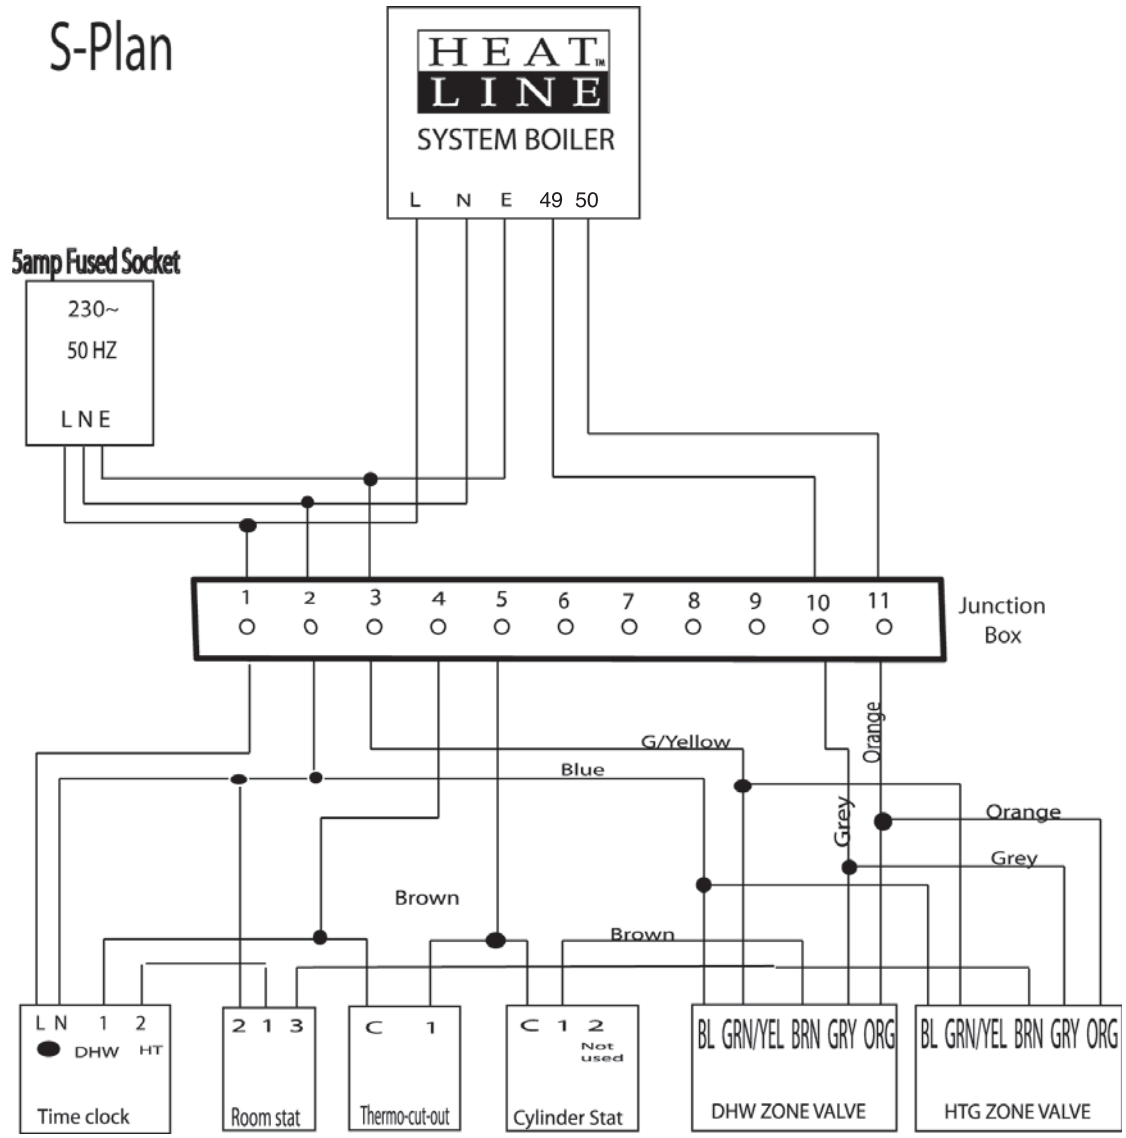 S-Plan
HEAT™
LINE
SYSTEM BOILER
L N E 49 50
5amp Fused Socket
230~
50 HZ
L N E
1 2 3 4 5 6 7 8 9 10 11
Junction
Box
Orange
G/Yellow
Blue
Grey
Orange
Grey
Brown
Brown
L N 1 2
DHW HT
Time clock
2 1 3
Room stat
C 1
Thermo-cut-out
C 1 2
Not
used
Cylinder Stat
BL GRN/YEL BRN GRY ORG
DHW ZONE VALVE
BL GRN/YEL BRN GRY ORG
HTG ZONE VALVE